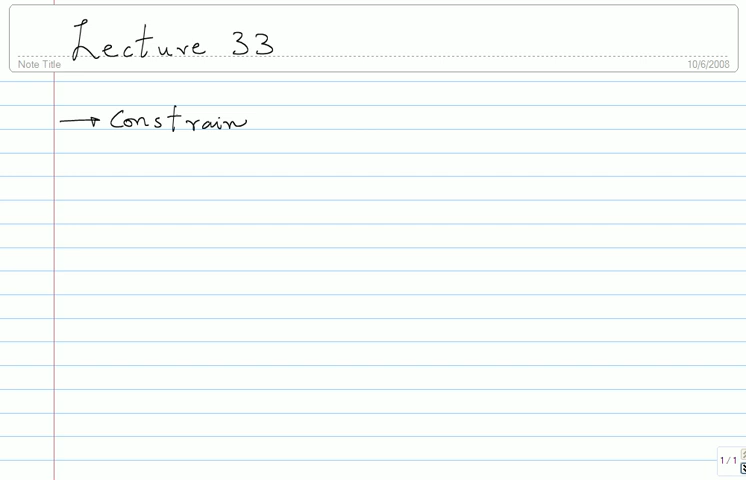 Lecture 33
Note Title
10/6/2008
→ Constrain
1 / 1